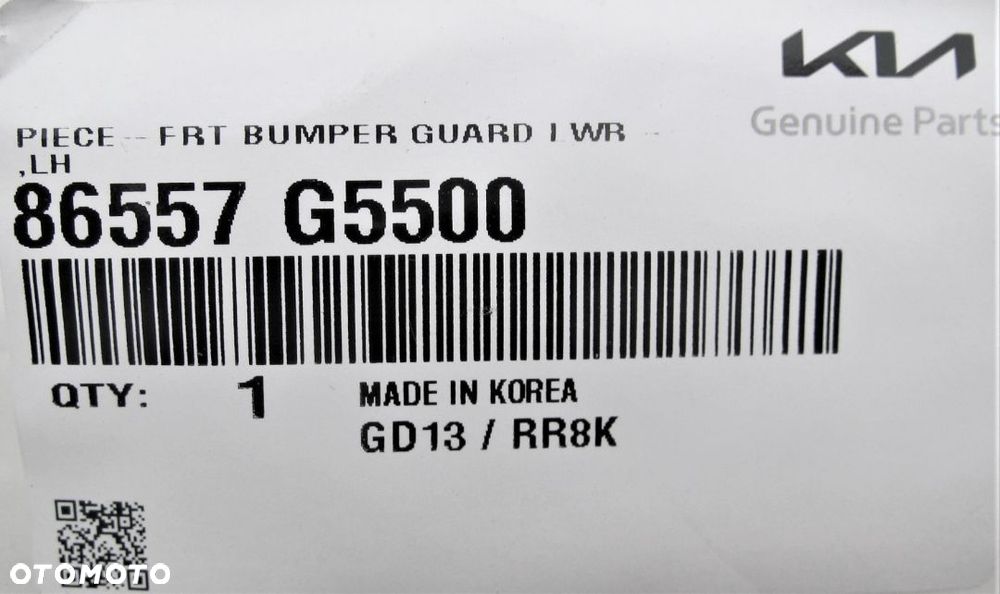 KIA
Genuine Parts
PIECE - FRT BUMPER GUARD LWR
,LH
86557 G5500
QTY: 1 MADE IN KOREA
GD13 / RR8K
OTOMOTO